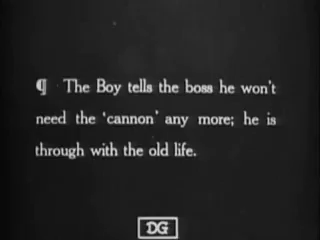 ¶ The Boy tells the boss he won't
need the 'cannon' any more; he is
through with the old life.
DG